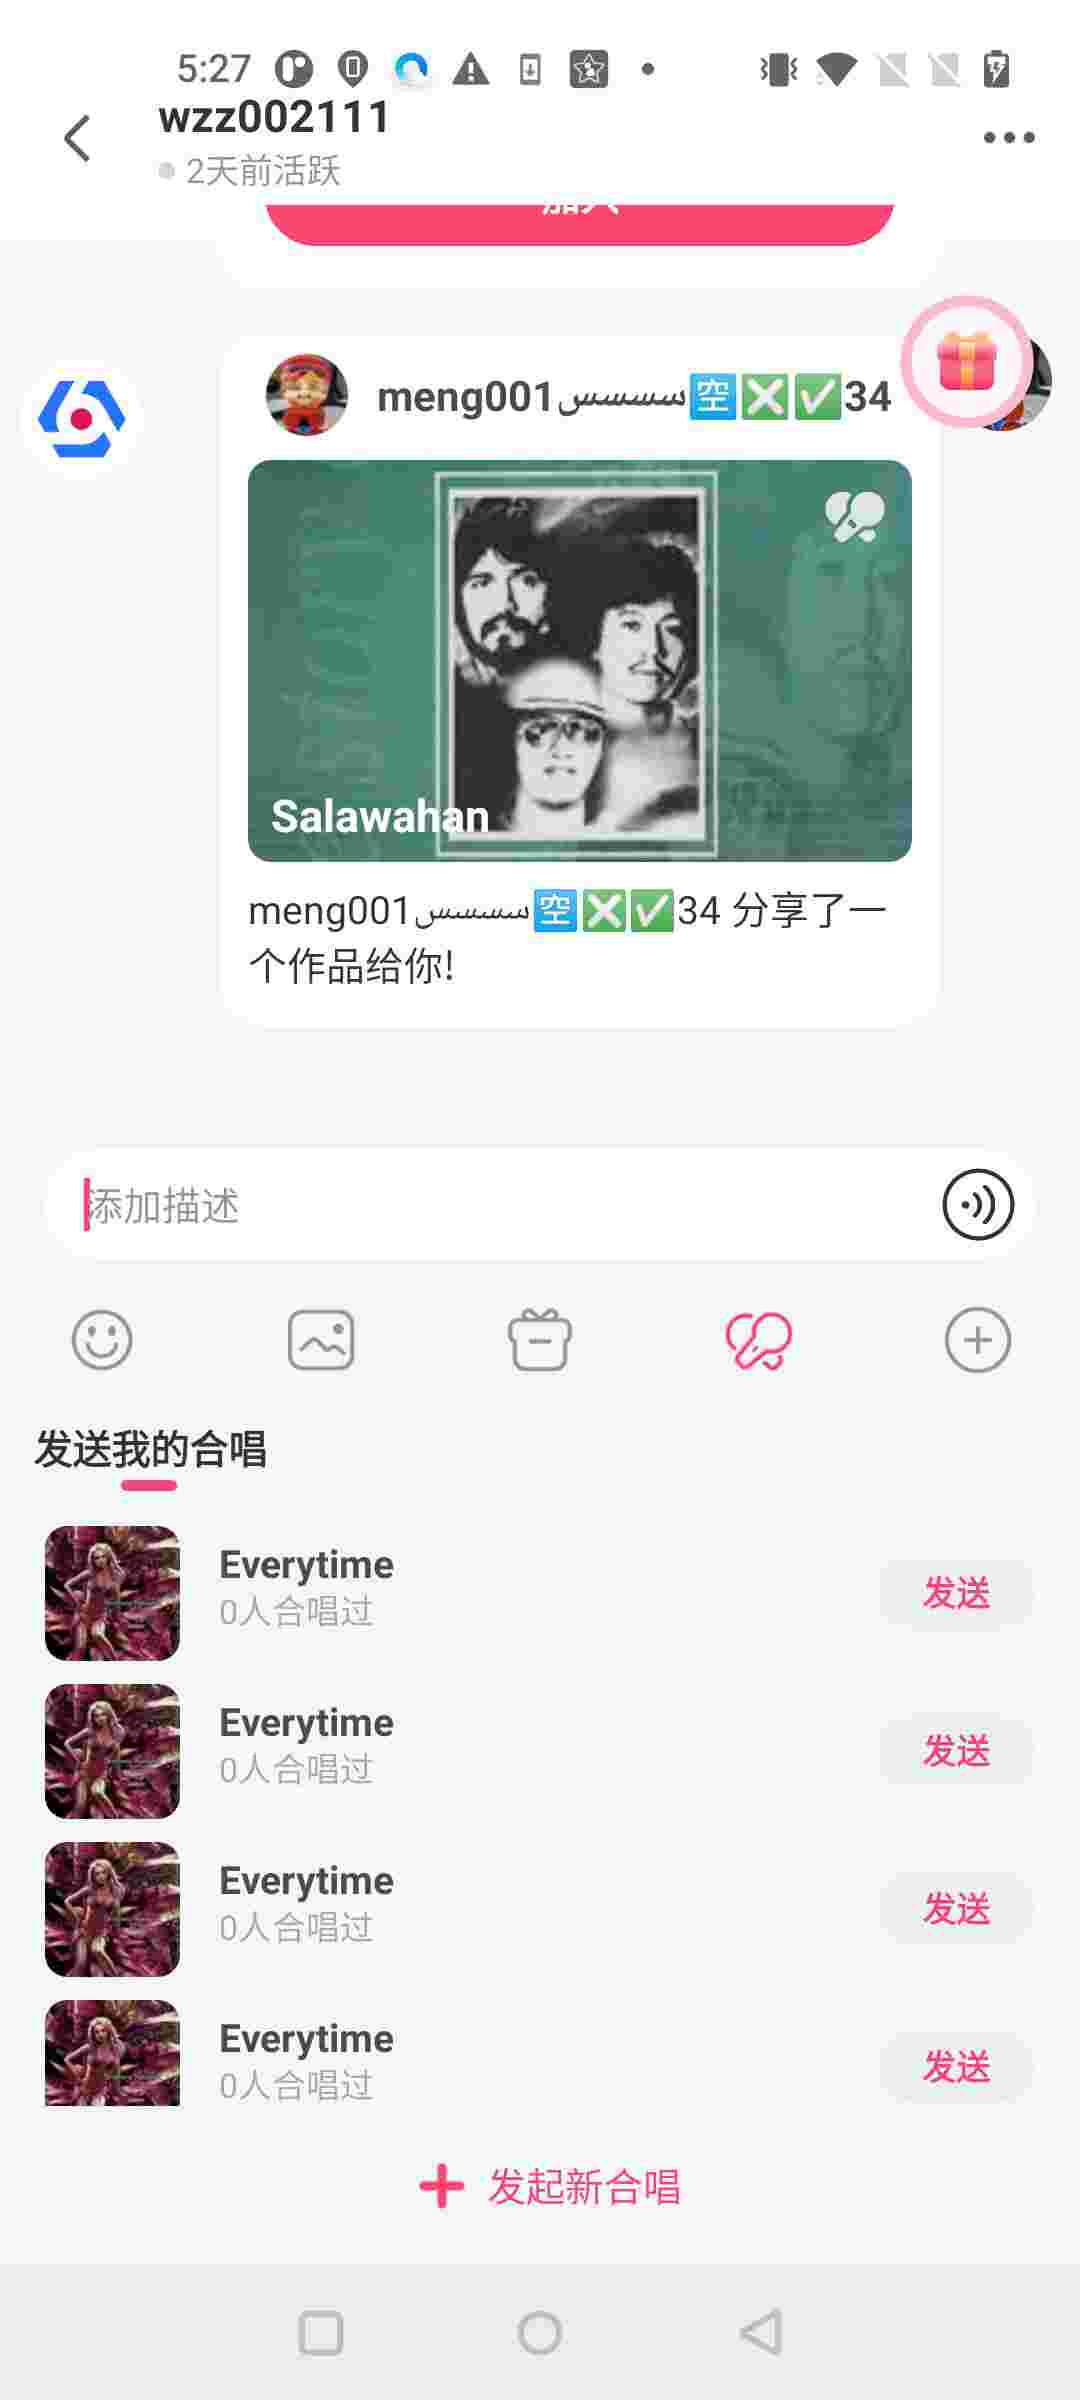 5:27
wzz002111
2天前活跃
加入
meng001سسسس🈳❎✅34
Salawahan
meng001سسسس🈳❎✅34 分享了一
个作品给你!
添加描述
发送我的合唱
Everytime
0人合唱过
发送
Everytime
0人合唱过
发送
Everytime
0人合唱过
发送
Everytime
0人合唱过
发送
发起新合唱